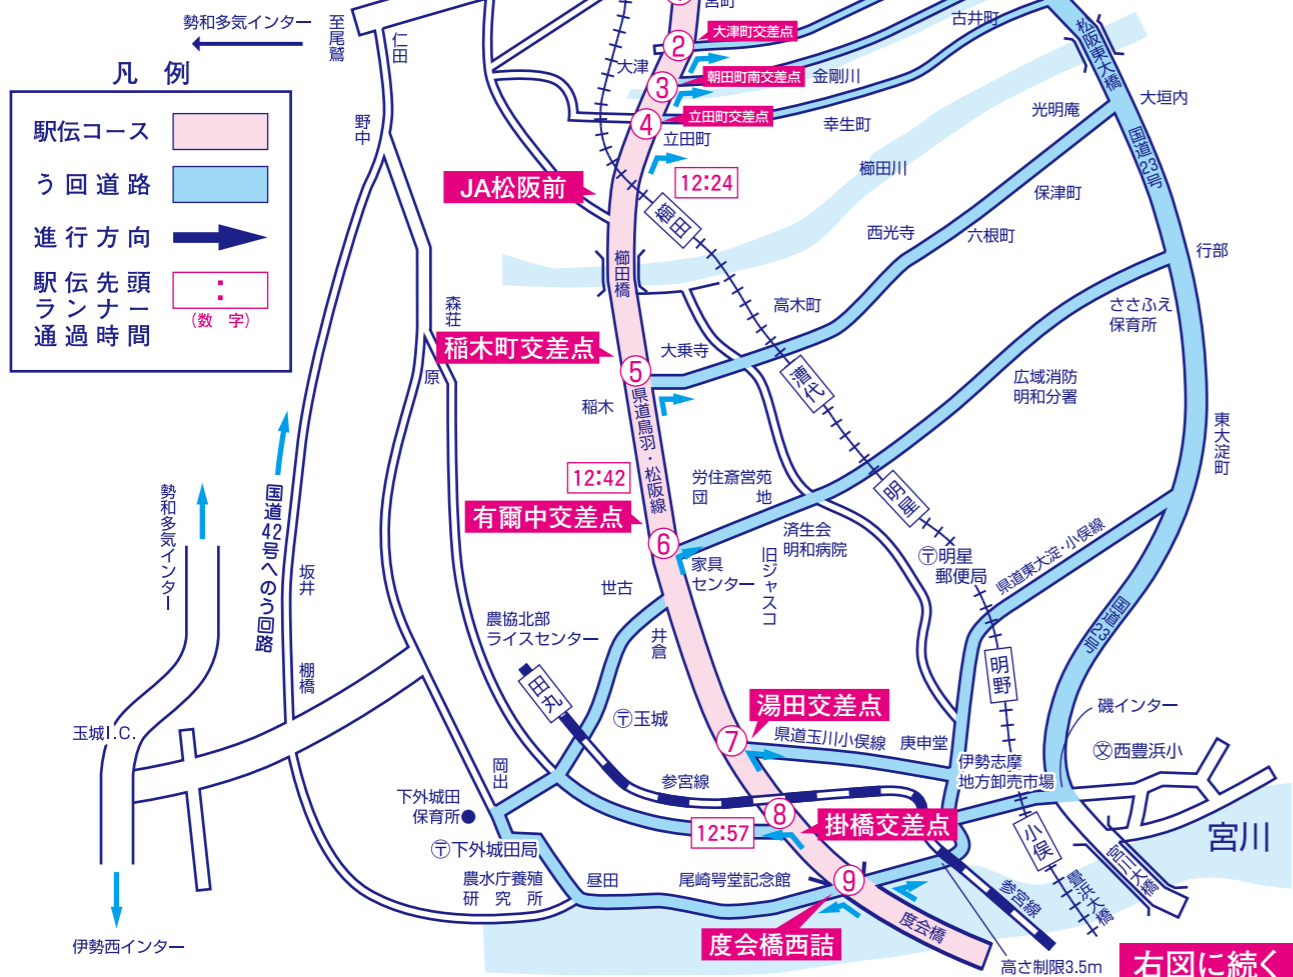 勢和多気インター
至尾鷲
仁田
宮町
②
大津町交差点
古井町
松阪東大橋
大津
③
朝田町南交差点
金剛川
④
立田町交差点
立田町
幸生町
光明庵
大垣内
国道23号
凡 例
駅伝コース
う回道路
進行方向
駅伝先頭
ランナー
通過時間
:
(数 字)
野中
JA松阪前
12:24
櫛田
櫛田川
保津町
西光寺
六根町
行部
櫛田橋
高木町
ささふえ
保育所
森荘
原
稲木町交差点
大乗寺
⑤
漕代
広域消防
明和分署
稲木
県道鳥羽・松阪線
東大淀町
12:42
労住斎営苑
団 地
明星
有爾中交差点
⑥
済生会
明和病院
家具
センター
旧ジャスコ
〒明星
郵便局
県道東大淀・小俣線
国道23号
勢和多気インター
国道42号へのう回路
坂井
棚橋
世古
井倉
農協北部
ライスセンター
田丸
〒玉城
明野
湯田交差点
⑦
県道玉川小俣線
庚申堂
磯インター
文西豊浜小
伊勢志摩
地方卸売市場
玉城I.C.
岡出
参宮線
下外城田
保育所
⑧
12:57
掛橋交差点
小俣
宮川大橋
宮川
〒下外城田局
農水庁養殖
研 究 所
昼田
尾崎咢堂記念館
⑨
参宮線
豊浜大橋
度会橋
度会橋西詰
伊勢西インター
高さ制限3.5m
右図に続く